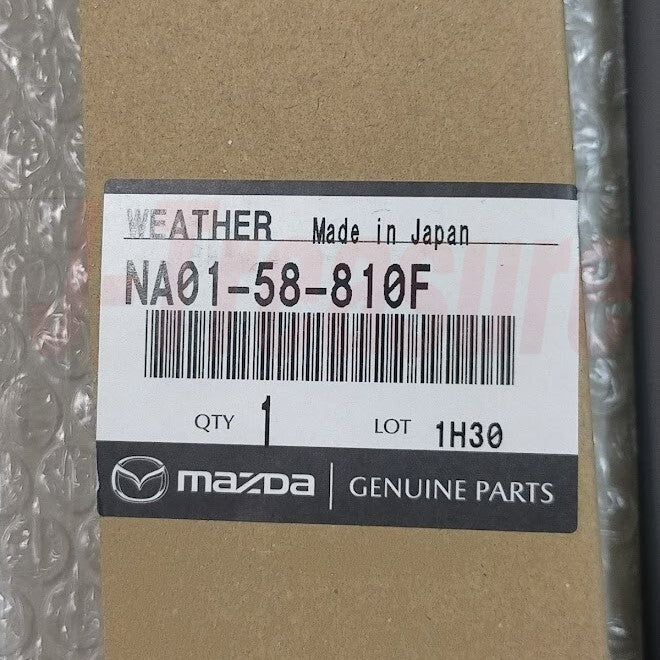 WEATHER Made in Japan
NA01-58-810F
QTY 1 LOT 1H30
mazda GENUINE PARTS